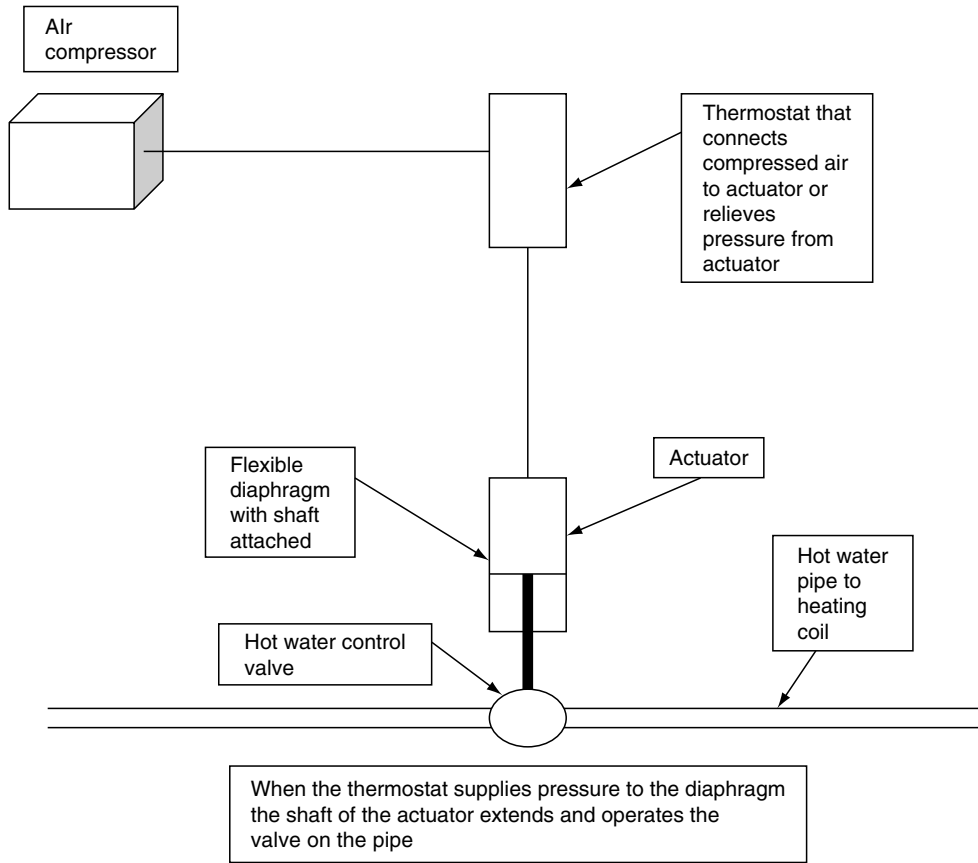 AIr
compressor
Thermostat that
connects
compressed air
to actuator or
relieves
pressure from
actuator
Flexible
diaphragm
with shaft
attached
Actuator
Hot water
pipe to
heating
coil
Hot water control
valve
When the thermostat supplies pressure to the diaphragm
the shaft of the actuator extends and operates the
valve on the pipe